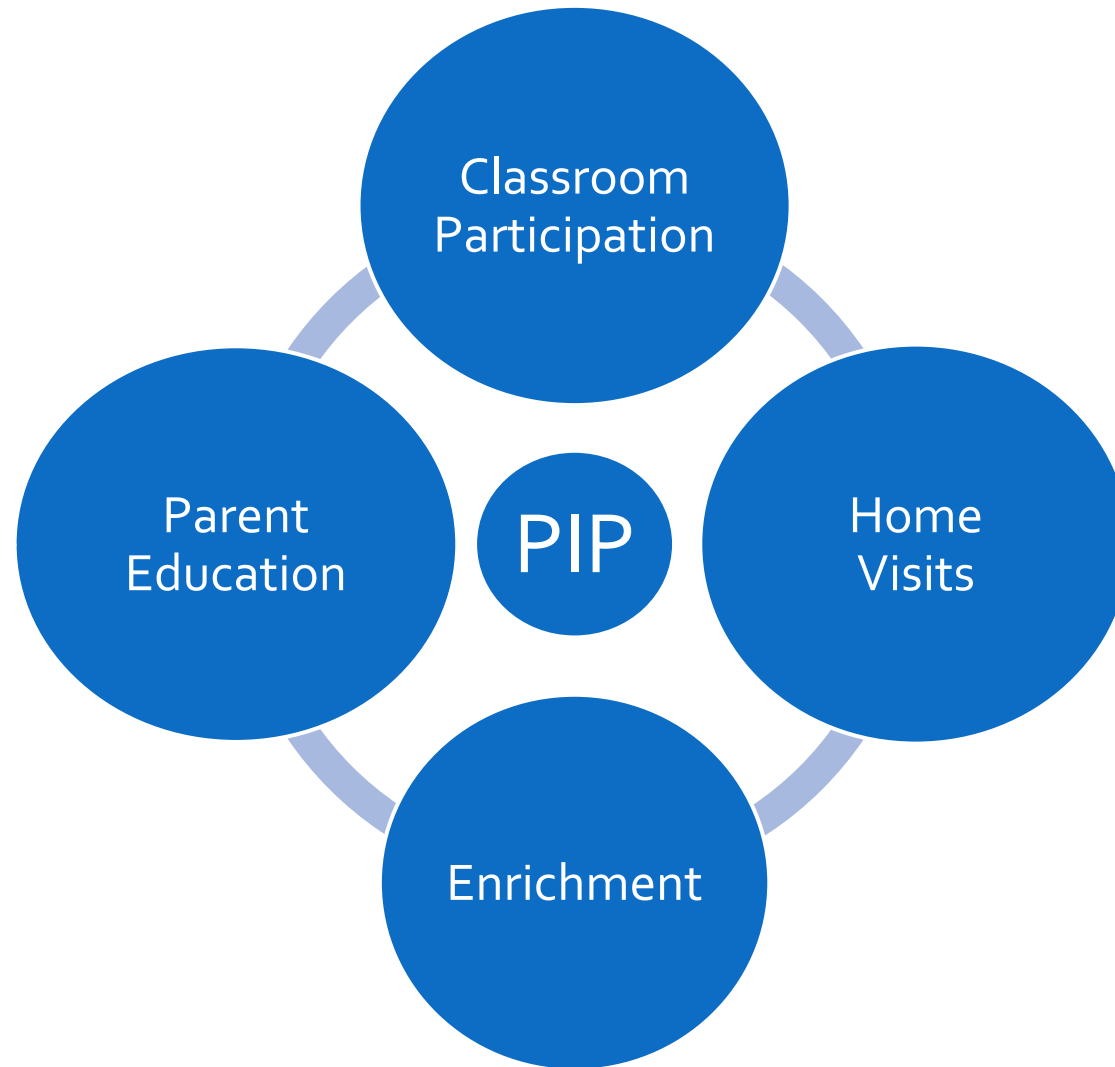 Classroom
Participation
Parent
Education
PIP
Home
Visits
Enrichment